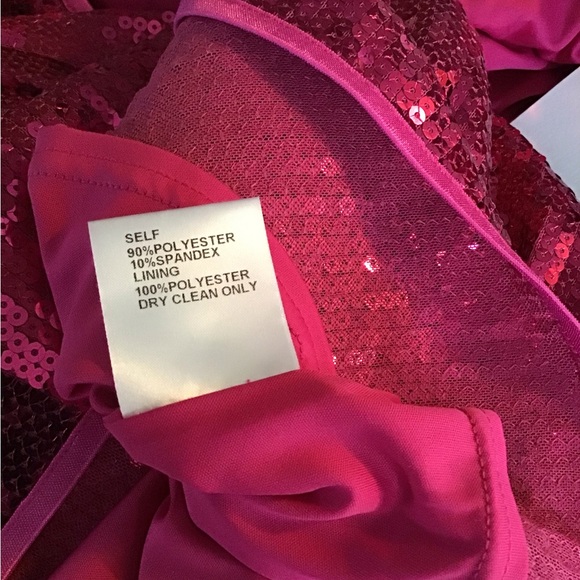 SELF
90%POLYESTER
10%SPANDEX
LINING
100%POLYESTER
DRY CLEAN ONLY